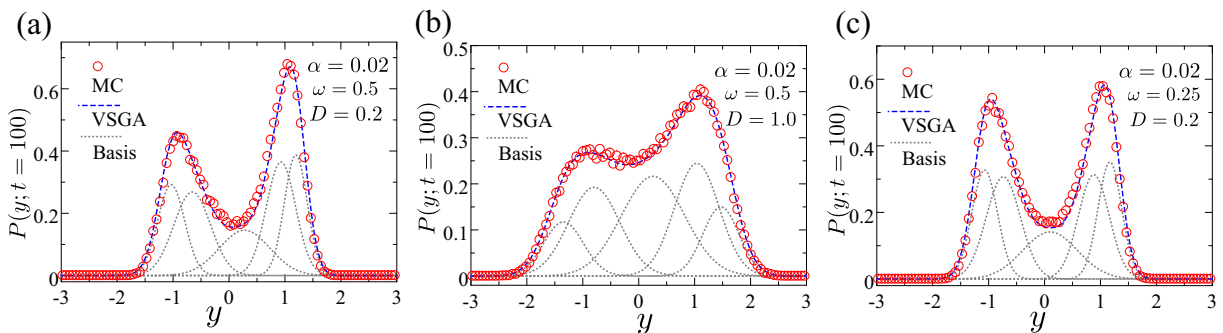 (a)
P(y; t = 100)
0.6
0.4
0.2
0
MC
VSGA
Basis
α = 0.02
ω = 0.5
D = 0.2
-3 -2 -1 0 1 2 3
y
(b)
P(y; t = 100)
0.5
0.4
0.3
0.2
0.1
0
MC
VSGA
Basis
α = 0.02
ω = 0.5
D = 1.0
-3 -2 -1 0 1 2 3
y
(c)
P(y; t = 100)
0.6
0.4
0.2
0
MC
VSGA
Basis
α = 0.02
ω = 0.25
D = 0.2
-3 -2 -1 0 1 2 3
y